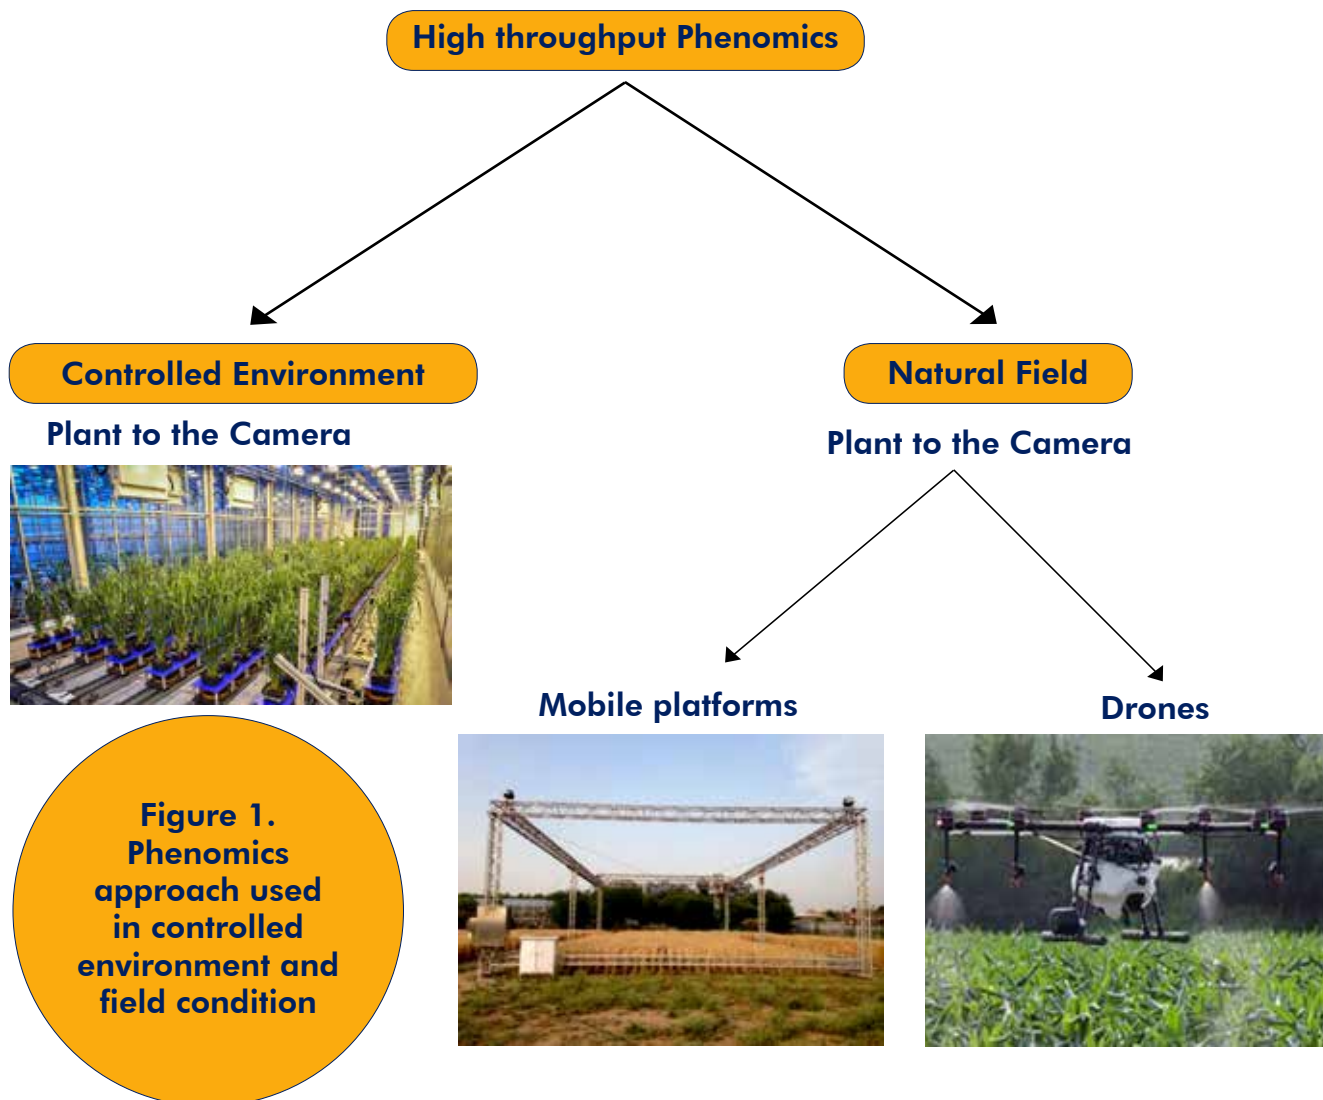 High throughput Phenomics
Controlled Environment
Plant to the Camera
Natural Field
Plant to the Camera
Mobile platforms
Drones
Figure 1.
Phenomics
approach used
in controlled
environment and
field condition